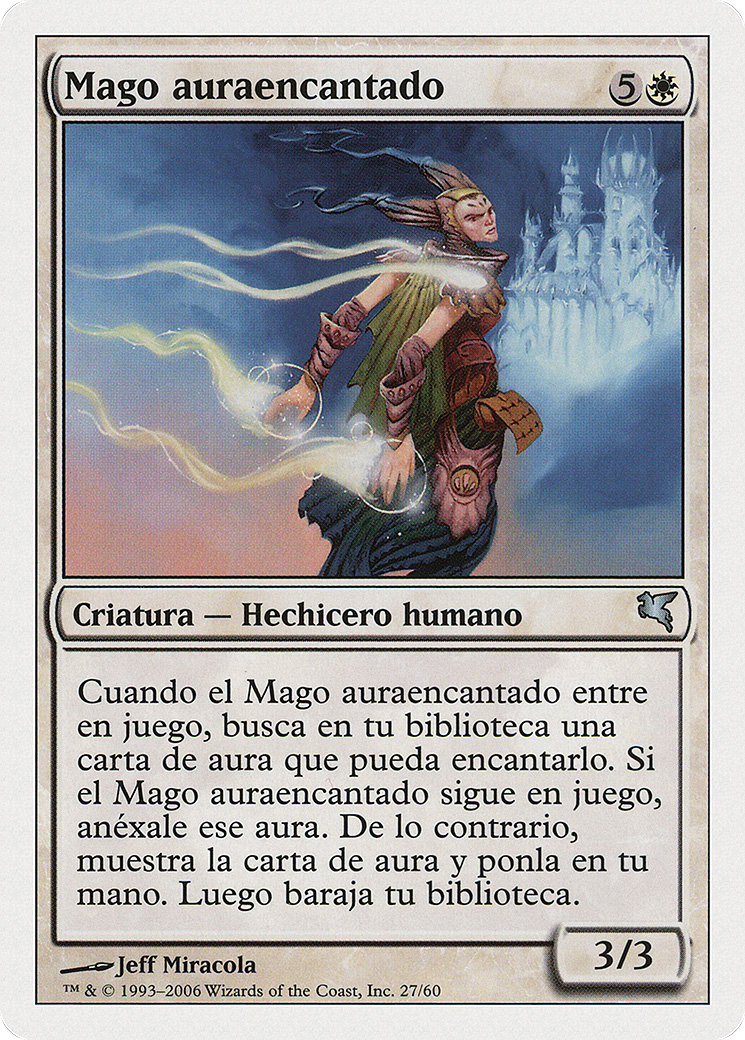 Mago auraencantado 5
Criatura — Hechicero humano
Cuando el Mago auraencantado entre
en juego, busca en tu biblioteca una
carta de aura que pueda encantarlo. Si
el Mago auraencantado sigue en juego,
anéxale ese aura. De lo contrario,
muestra la carta de aura y ponla en tu
mano. Luego baraja tu biblioteca.
3/3
Jeff Miracola
™ & © 1993–2006 Wizards of the Coast, Inc. 27/60